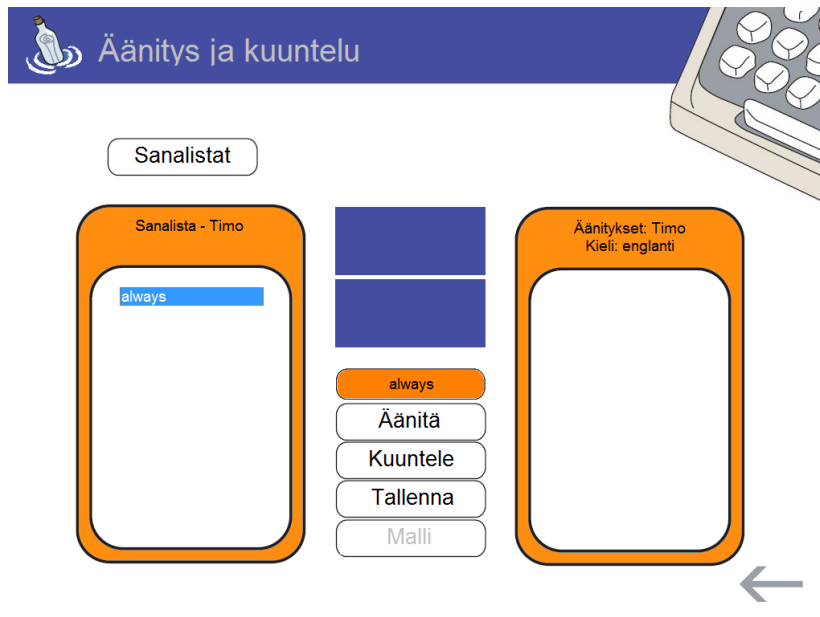 Äänitys ja kuuntelu
Sanalistat
Sanalista - Timo
always
always
Äänitä
Kuuntele
Tallenna
Malli
Äänitykset: Timo
Kieli: englanti